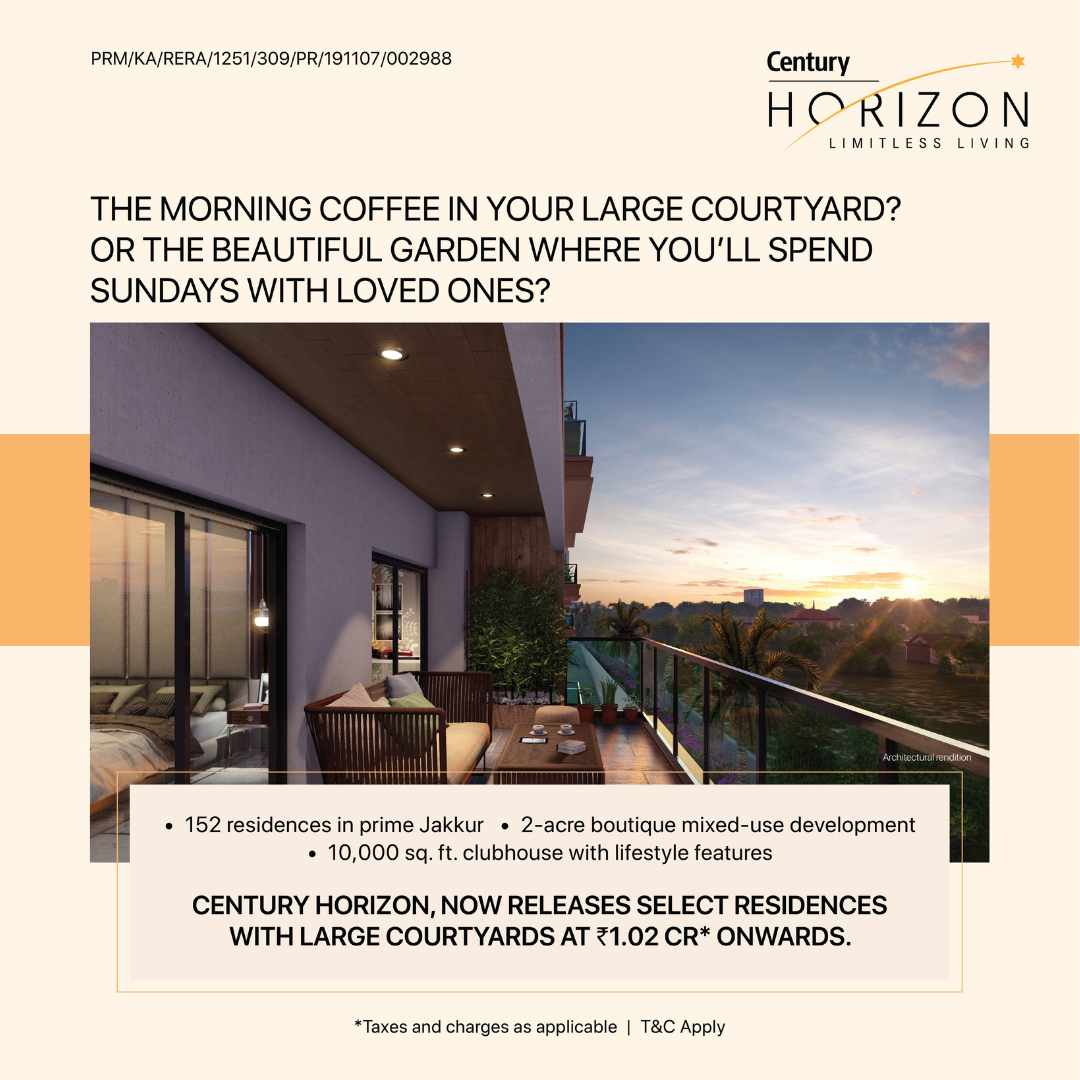 PRM/KA/RERA/1251/309/PR/191107/002988
Century
HORIZON
LIMITLESS LIVING
THE MORNING COFFEE IN YOUR LARGE COURTYARD?
OR THE BEAUTIFUL GARDEN WHERE YOU’LL SPEND
SUNDAYS WITH LOVED ONES?
Architectural rendition
• 152 residences in prime Jakkur • 2-acre boutique mixed-use development
• 10,000 sq. ft. clubhouse with lifestyle features
CENTURY HORIZON, NOW RELEASES SELECT RESIDENCES
WITH LARGE COURTYARDS AT ₹1.02 CR* ONWARDS.
*Taxes and charges as applicable | T&C Apply